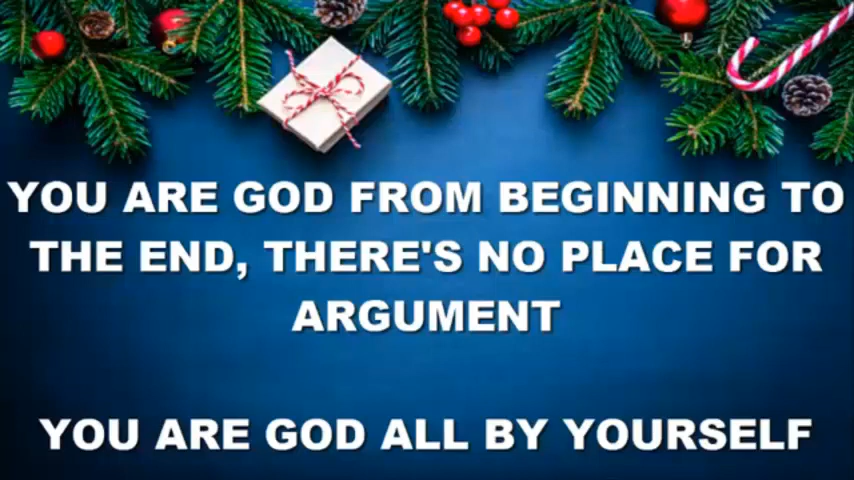 YOU ARE GOD FROM BEGINNING TO
THE END, THERE'S NO PLACE FOR
ARGUMENT
YOU ARE GOD ALL BY YOURSELF